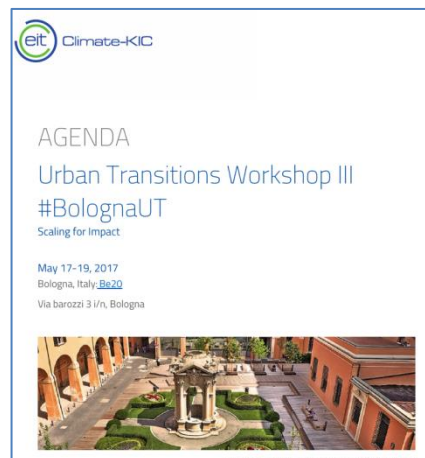 eit Climate-KIC
AGENDA
Urban Transitions Workshop III
#BolognaUT
Scaling for Impact
May 17-19, 2017
Bologna, Italy: Be20
Via barozzi 3 i/n, Bologna